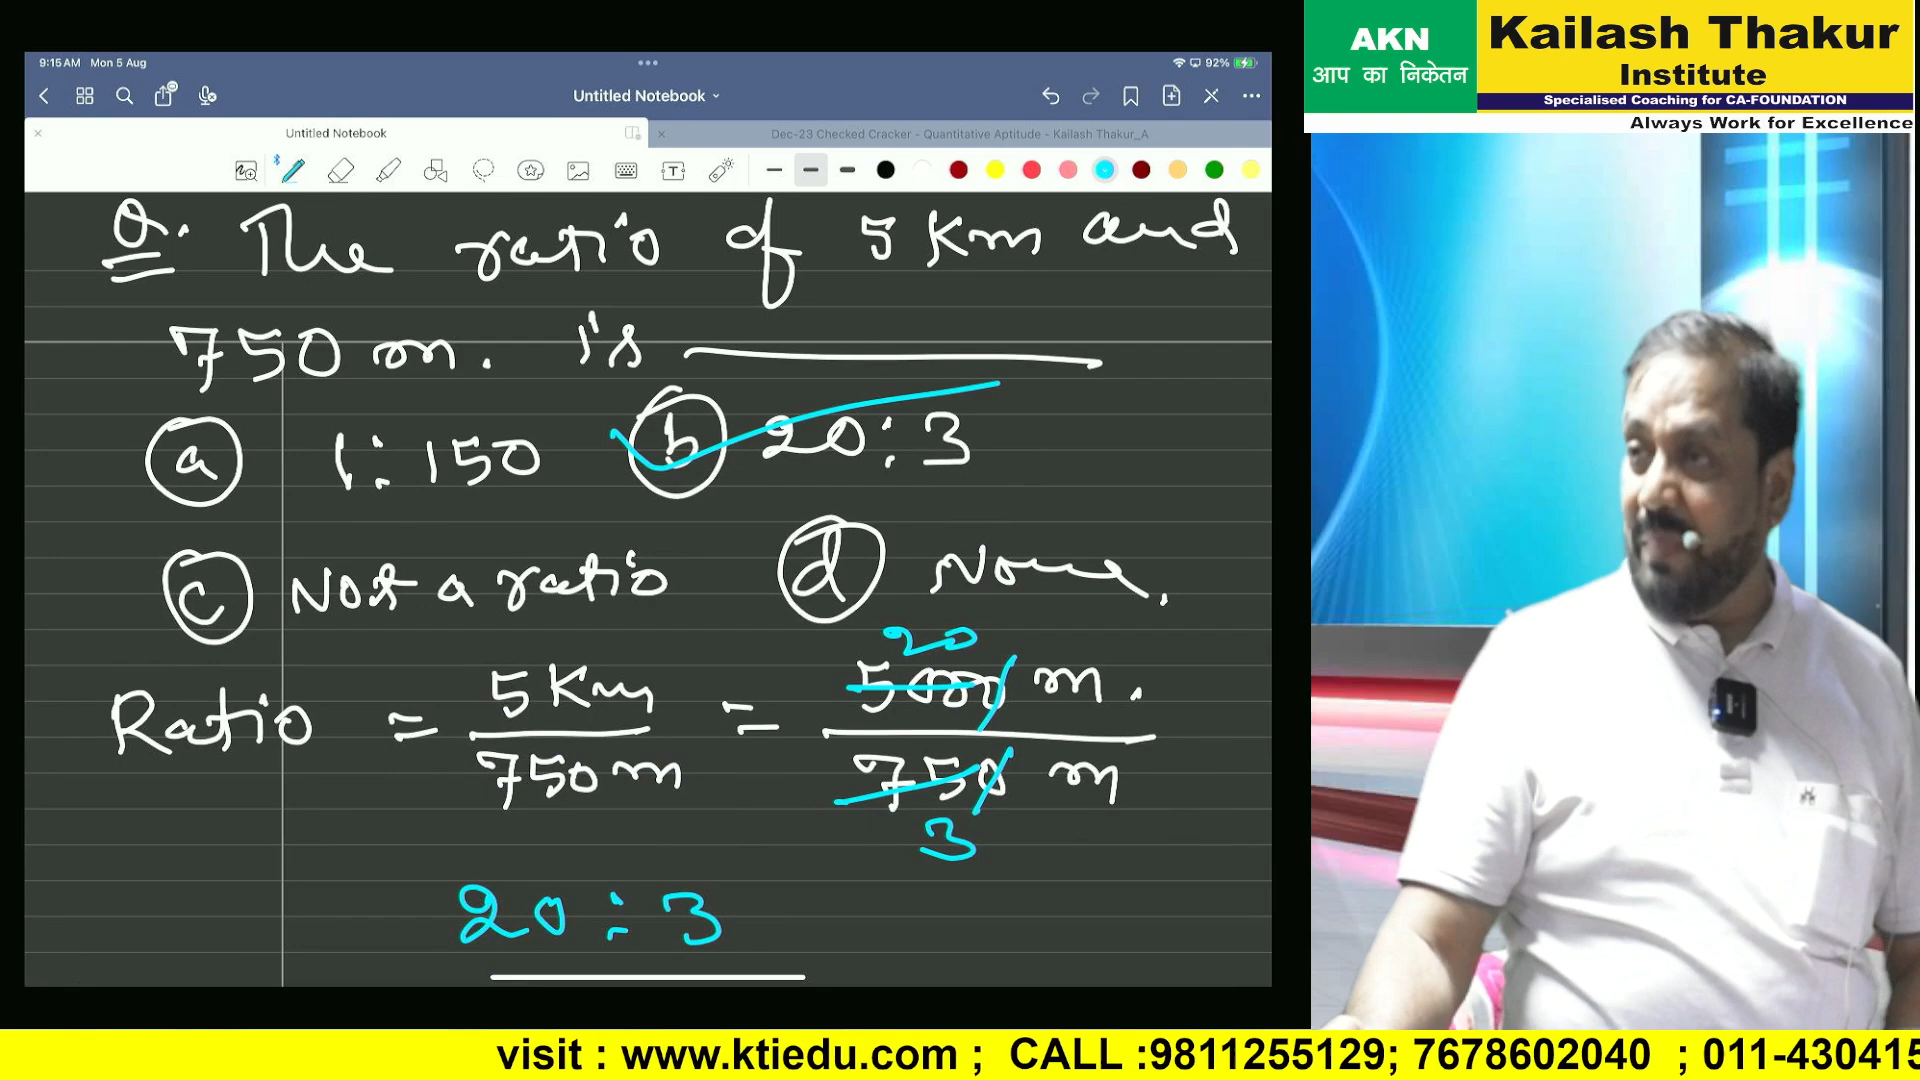 AKN
आप का निकेतन
Kailash Thakur
Institute
Specialised Coaching for CA-FOUNDATION
Always Work for Excellence
9:15 AM Mon 5 Aug
92%
Untitled Notebook
Untitled Notebook
Dec-23 Checked Cracker - Quantitative Aptitude - Kailash Thakur_A
Q. The ratio of 5 Km and
750 m. is
a 1:150 b 20:3
c Not a ratio d None.
Ratio = 5 Km / 750 m = 5000 m. / 750 m
20
3
20:3
visit : www.ktiedu.com ; CALL :9811255129; 7678602040 ; 011-430415